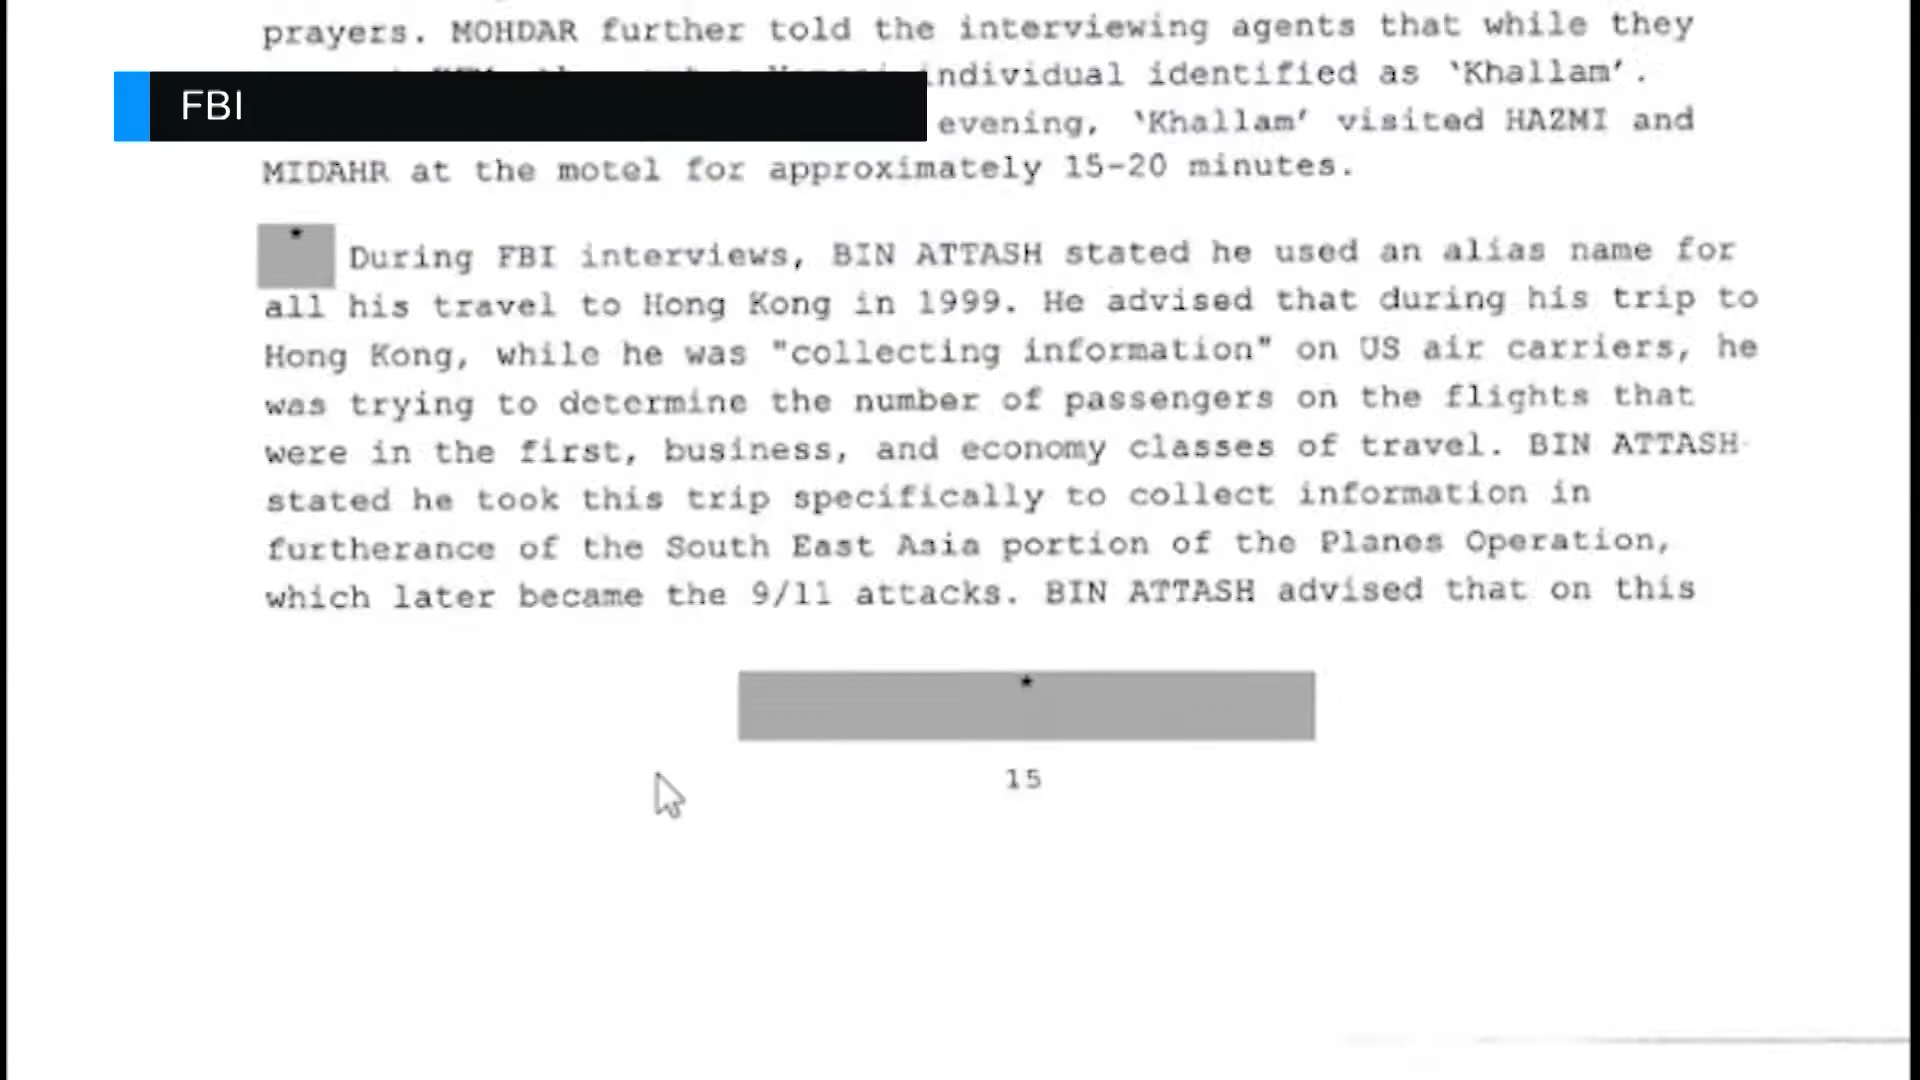 prayers. MOHDAR further told the interviewing agents that while they
individual identified as ‘Khallam’.
FBI
evening, ‘Khallam’ visited HAZMI and
MIDAHR at the motel for approximately 15-20 minutes.
* During FBI interviews, BIN ATTASH stated he used an alias name for
all his travel to Hong Kong in 1999. He advised that during his trip to
Hong Kong, while he was "collecting information" on US air carriers, he
was trying to determine the number of passengers on the flights that
were in the first, business, and economy classes of travel. BIN ATTASH
stated he took this trip specifically to collect information in
furtherance of the South East Asia portion of the Planes Operation,
which later became the 9/11 attacks. BIN ATTASH advised that on this
*
15